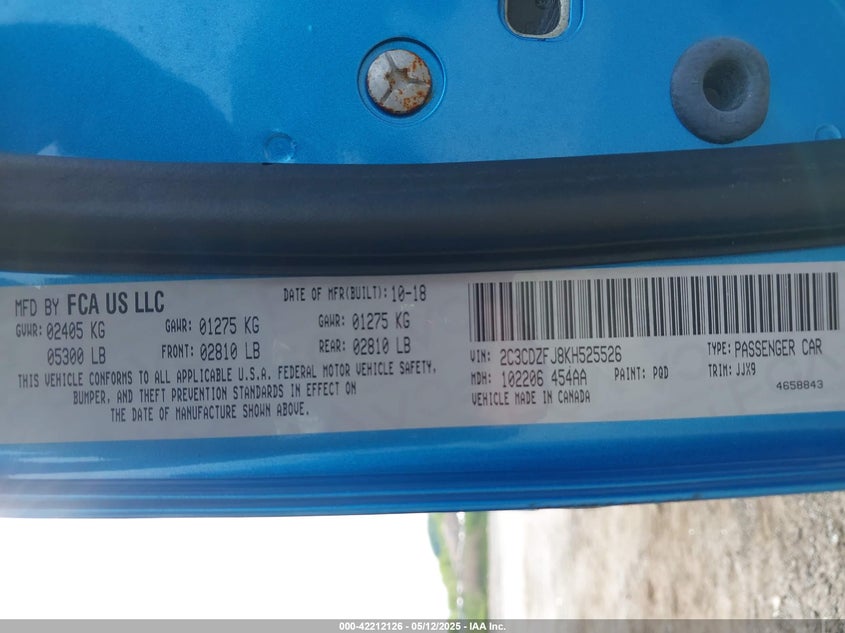 MFD BY FCA US LLC
DATE OF MFR(BUILT): 10-18
GVWR: 02405 KG
GAWR: 01275 KG
GAWR: 01275 KG
05300 LB
FRONT: 02810 LB
REAR: 02810 LB
THIS VEHICLE CONFORMS TO ALL APPLICABLE U.S.A. FEDERAL MOTOR VEHICLE SAFETY,
BUMPER, AND THEFT PREVENTION STANDARDS IN EFFECT ON
THE DATE OF MANUFACTURE SHOWN ABOVE.
VIN: 2C3CDZFJ8KH525526
TYPE: PASSENGER CAR
MDH: 102206 454AA
PAINT: PQD
TRIM: JJX9
VEHICLE MADE IN CANADA
4658843
000-42212126 - 05/12/2025 - IAA Inc.